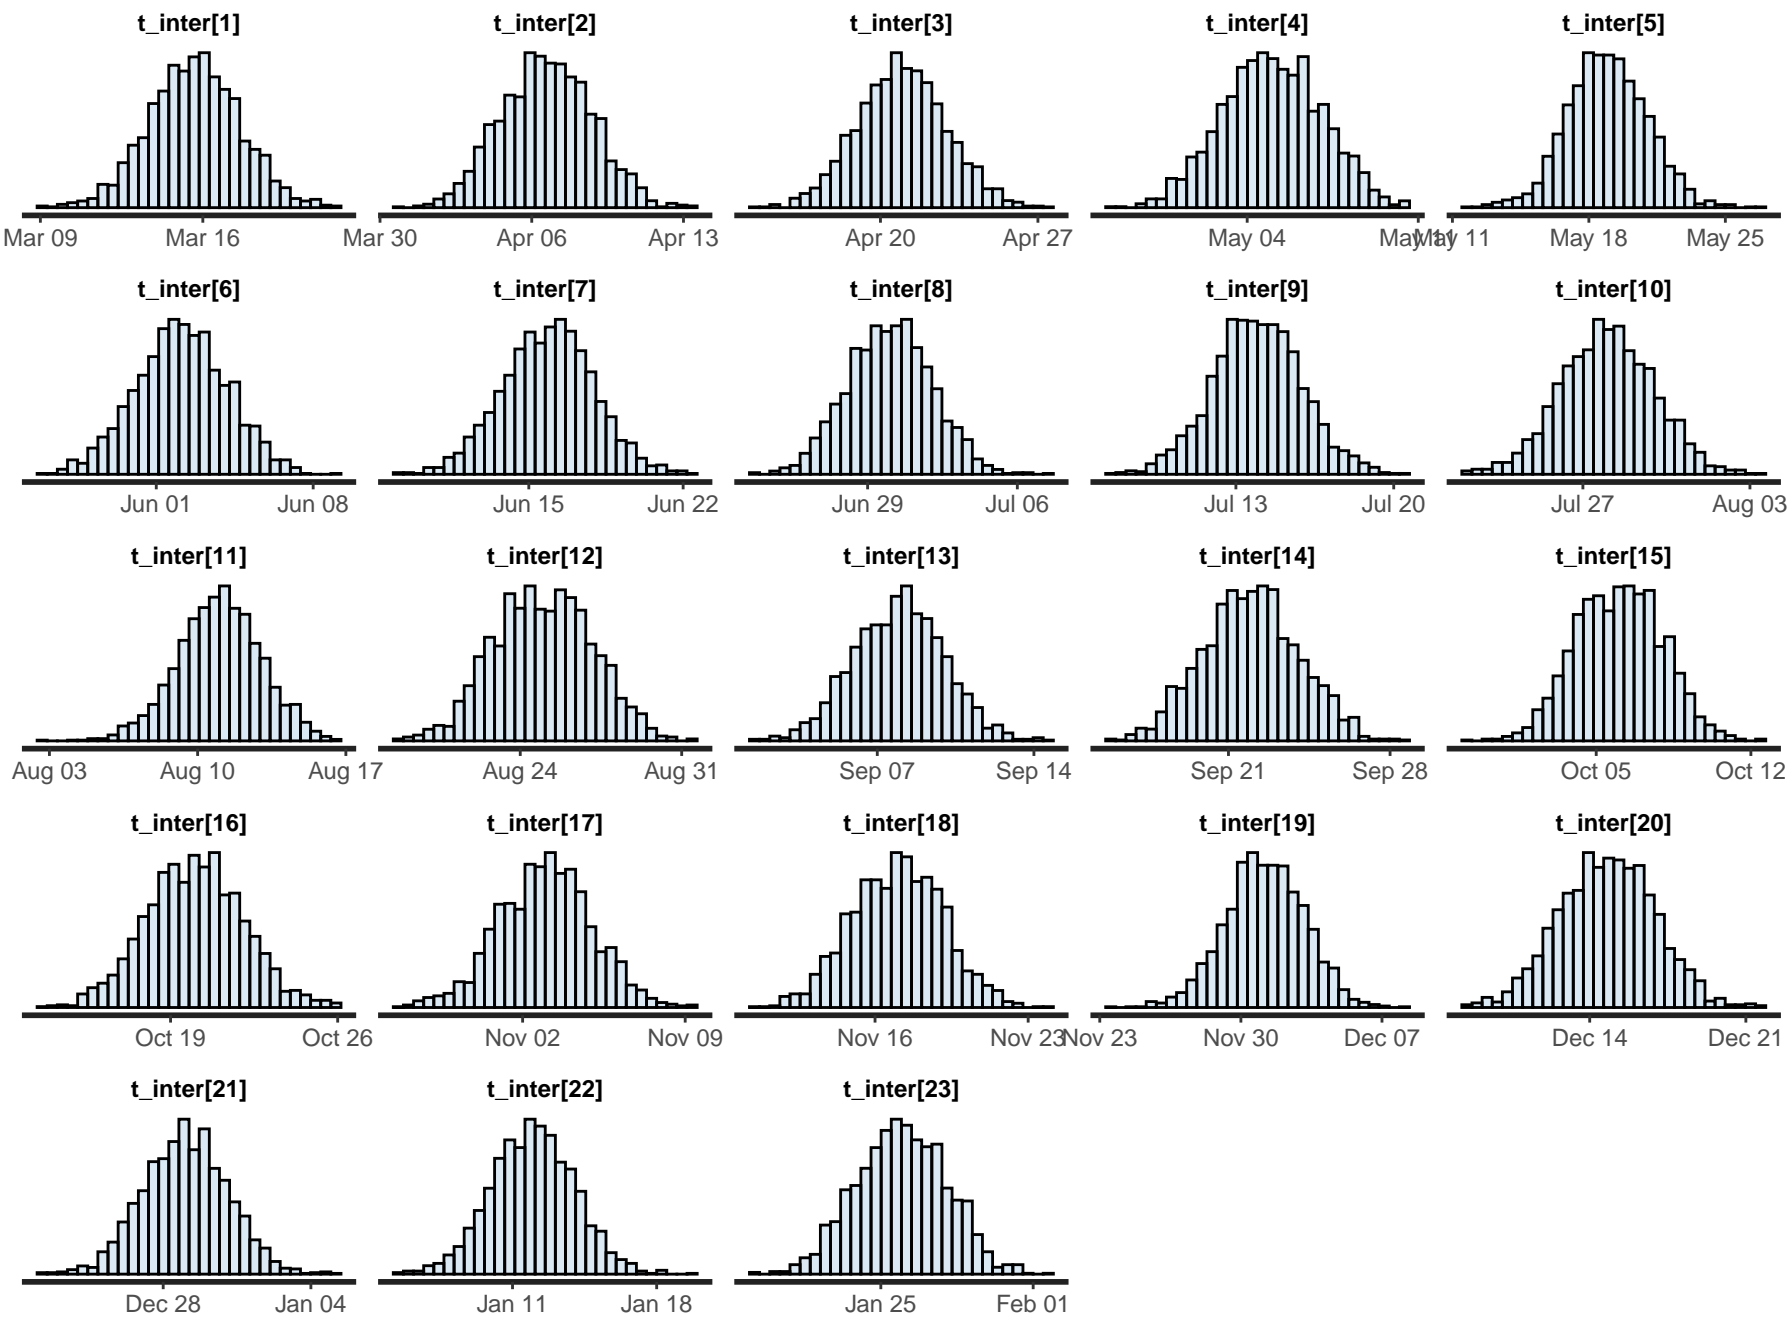 t_inter[1] t_inter[2] t_inter[3] t_inter[4] t_inter[5]
Mar 09 Mar 16 Mar 30 Apr 06 Apr 13 Apr 20 Apr 27 May 04 May 11 May 11 May 18 May 25
t_inter[6] t_inter[7] t_inter[8] t_inter[9] t_inter[10]
Jun 01 Jun 08 Jun 15 Jun 22 Jun 29 Jul 06 Jul 13 Jul 20 Jul 27 Aug 03
t_inter[11] t_inter[12] t_inter[13] t_inter[14] t_inter[15]
Aug 03 Aug 10 Aug 17 Aug 24 Aug 31 Sep 07 Sep 14 Sep 21 Sep 28 Oct 05 Oct 12
t_inter[16] t_inter[17] t_inter[18] t_inter[19] t_inter[20]
Oct 19 Oct 26 Nov 02 Nov 09 Nov 16 Nov 23 Nov 23 Nov 30 Dec 07 Dec 14 Dec 21
t_inter[21] t_inter[22] t_inter[23]
Dec 28 Jan 04 Jan 11 Jan 18 Jan 25 Feb 01